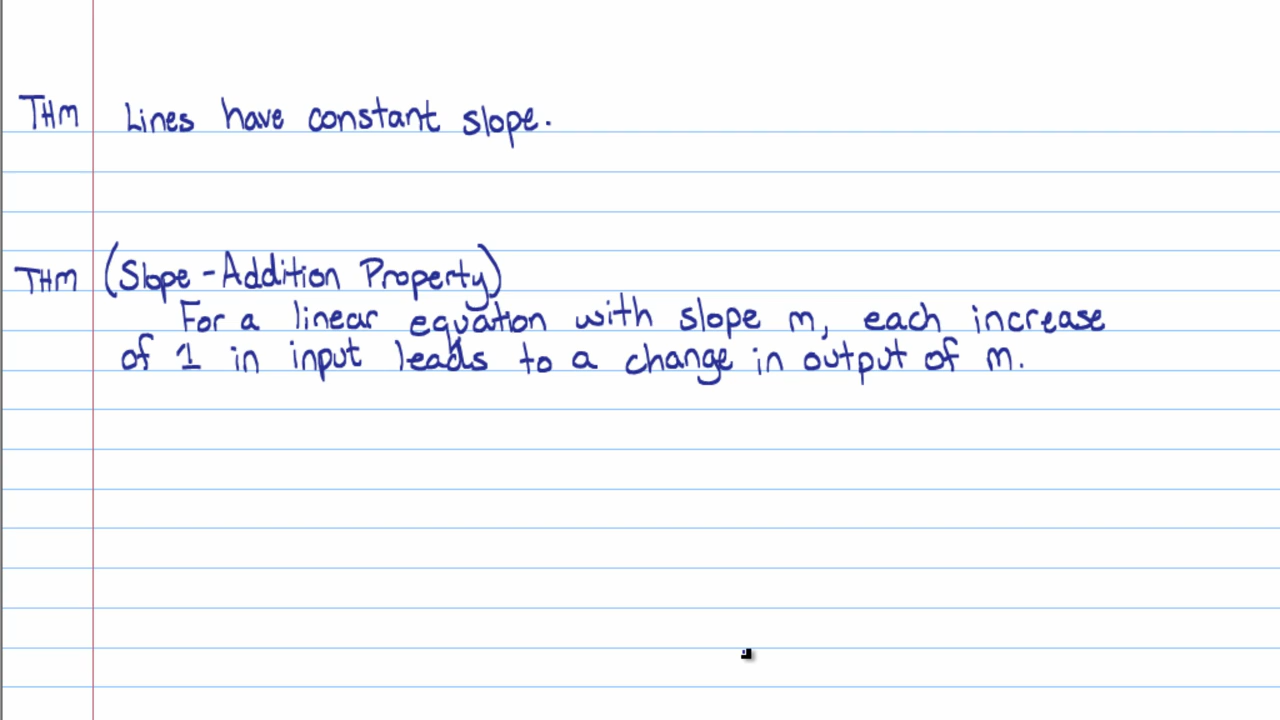 THM Lines have constant slope.
THM (Slope-Addition Property)
For a linear equation with slope m, each increase
of 1 in input leads to a change in output of m.